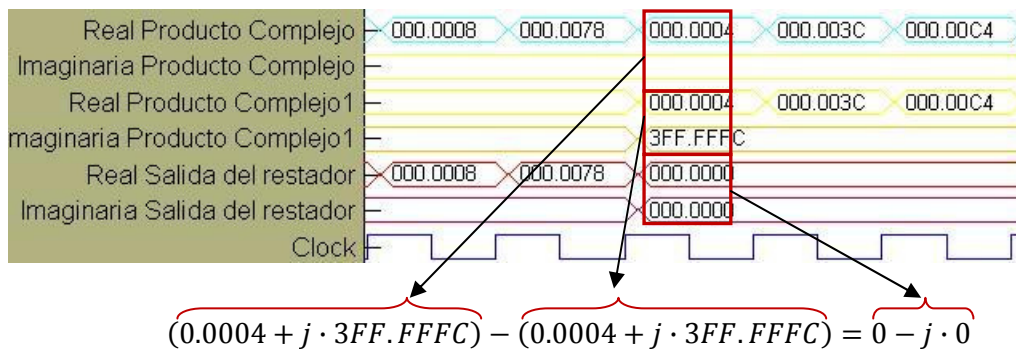 Real Producto Complejo 000.0008 000.0078 000.0004 000.003C 000.00C4
Imaginaria Producto Complejo
Real Producto Complejo1 000.0004 000.003C 000.00C4
maginaria Producto Complejo1 3FF.FFFC
Real Salida del restador 000.0008 000.0078 000.0000
Imaginaria Salida del restador 000.0000
Clock
(0.0004 + j · 3FF.FFFC) − (0.0004 + j · 3FF.FFFC) = 0 − j · 0